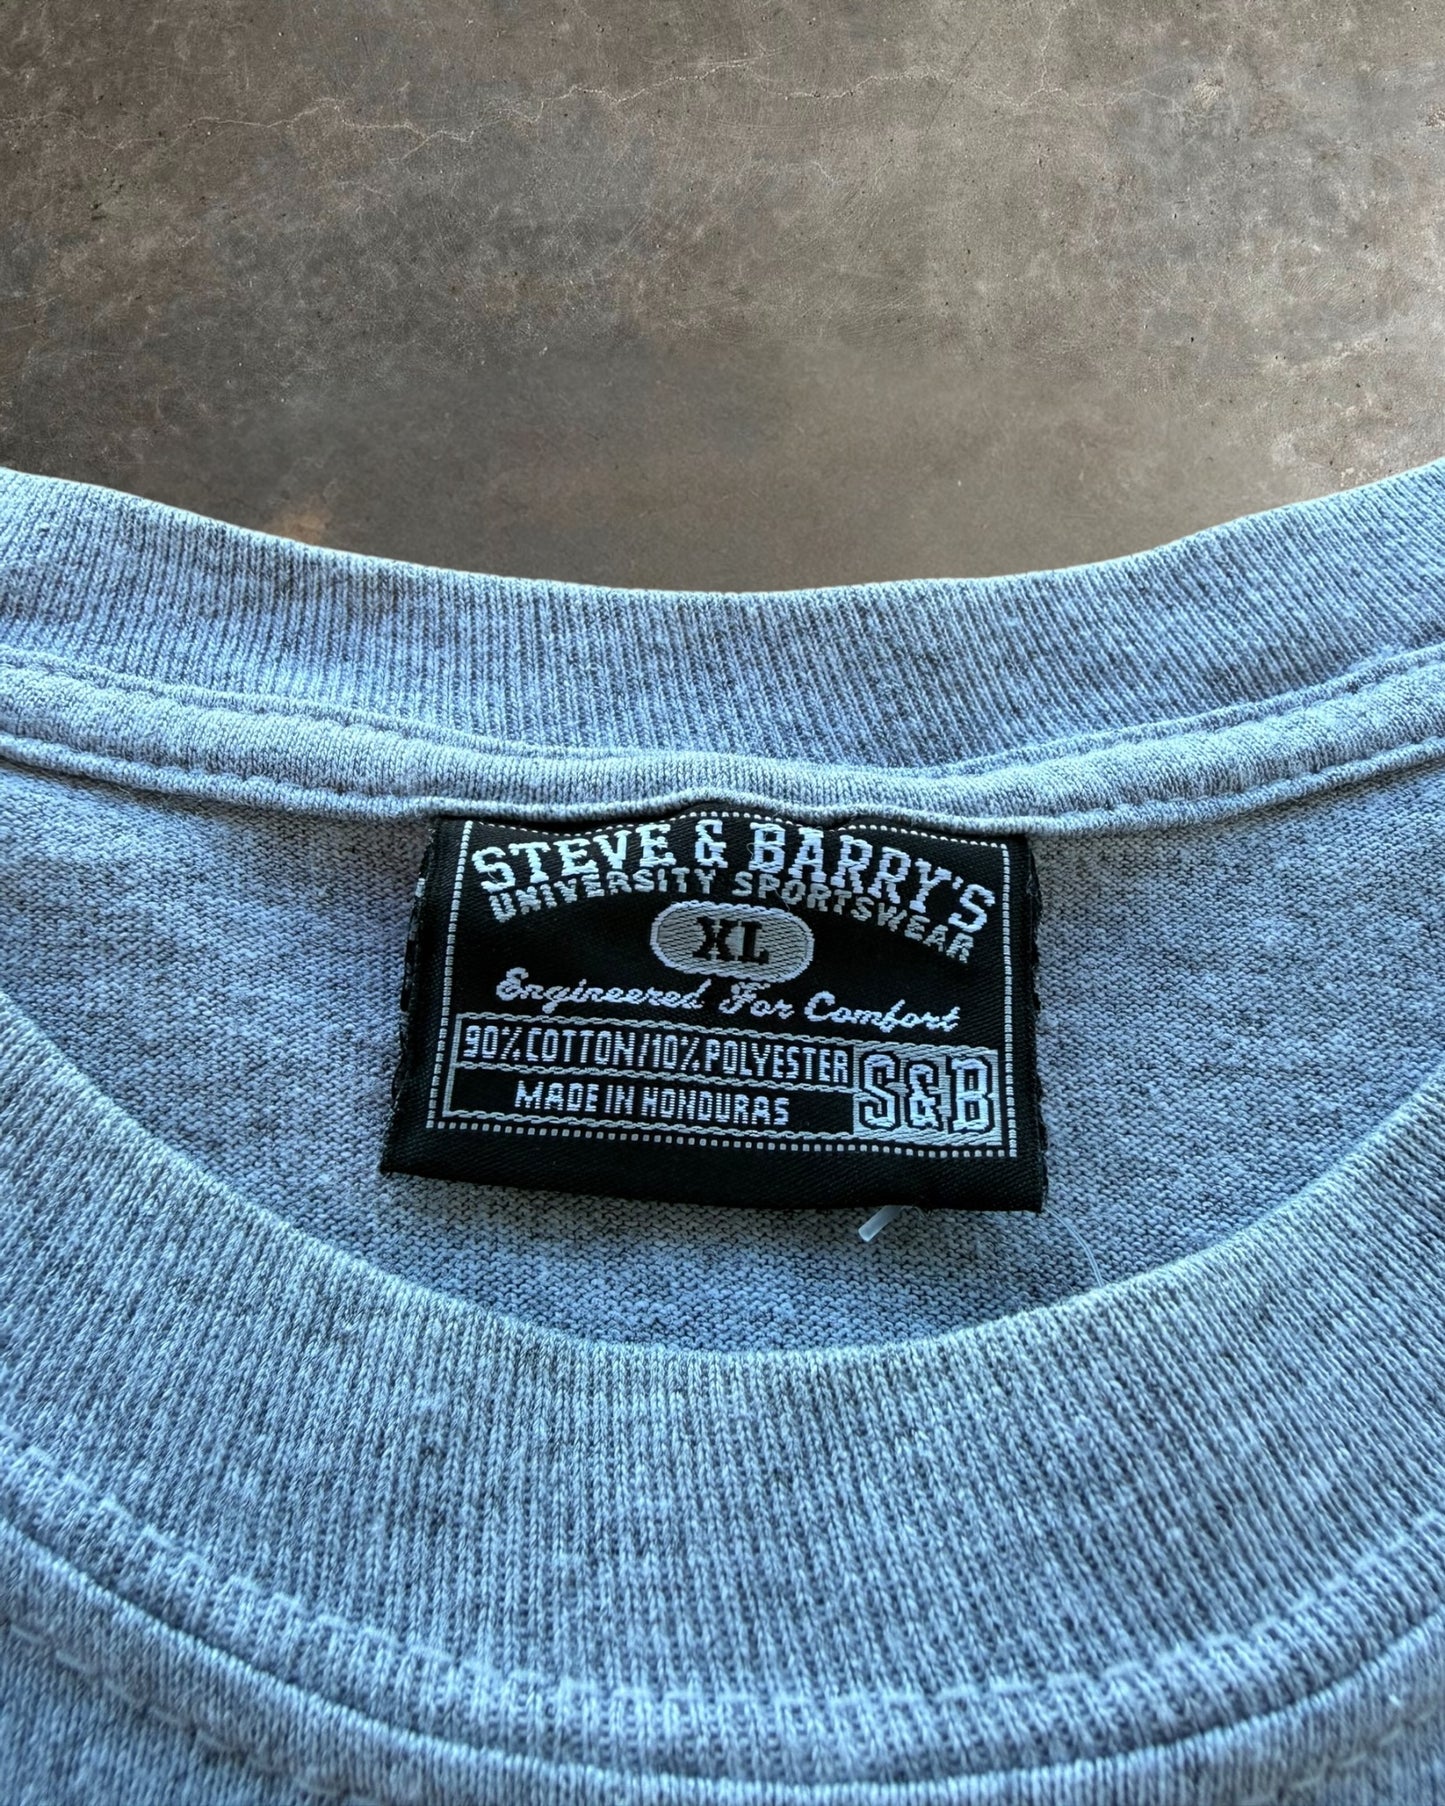 STEVE & BARRY'S
UNIVERSITY SPORTSWEAR
XL
Engineered For Comfort
90% COTTON/10% POLYESTER
MADE IN HONDURAS
S&B